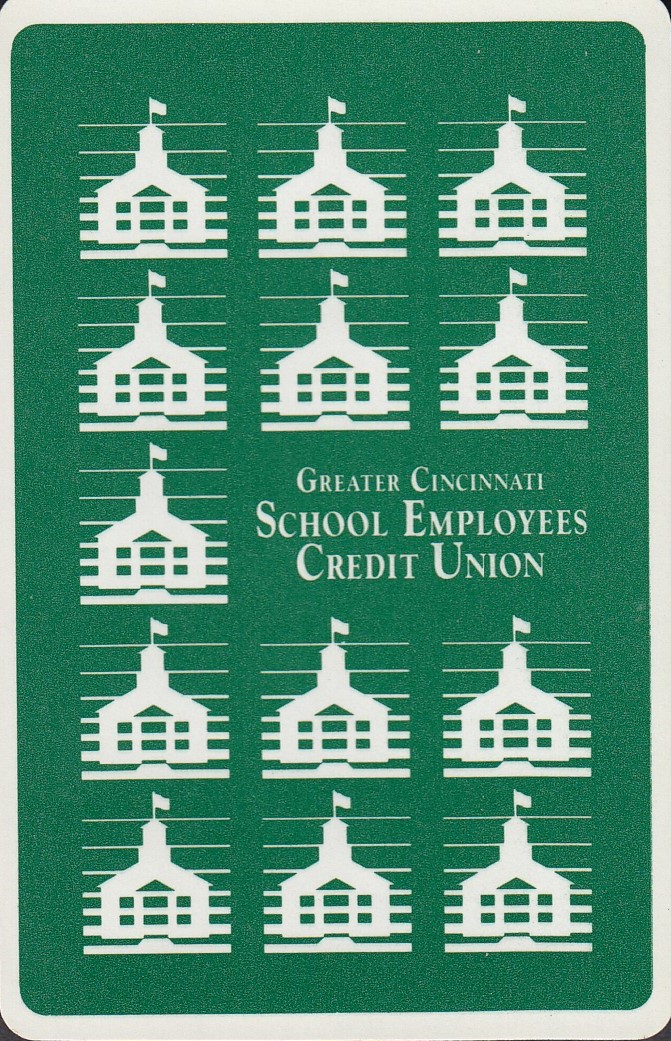 Greater Cincinnati
School Employees
Credit Union